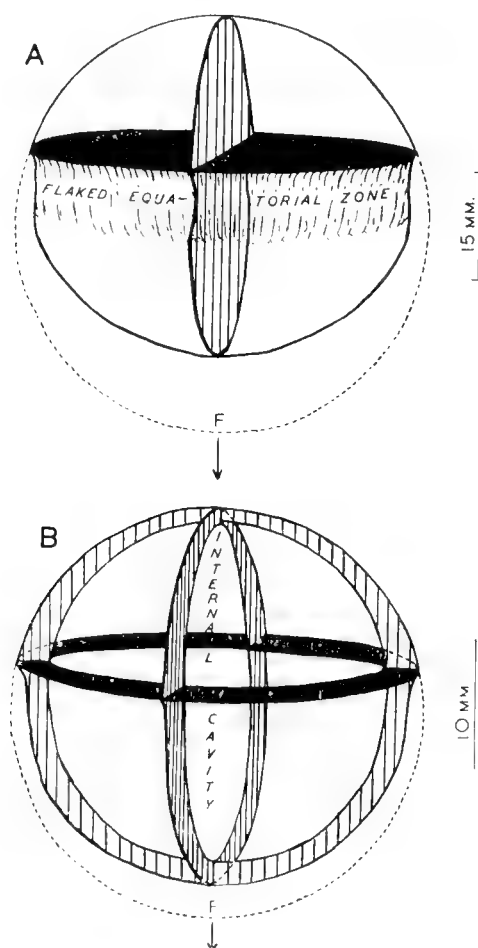 A
FLAKED EQUA- TORIAL ZONE
15 MM.
F
B
INTERNAL
CAVITY
10 MM
F